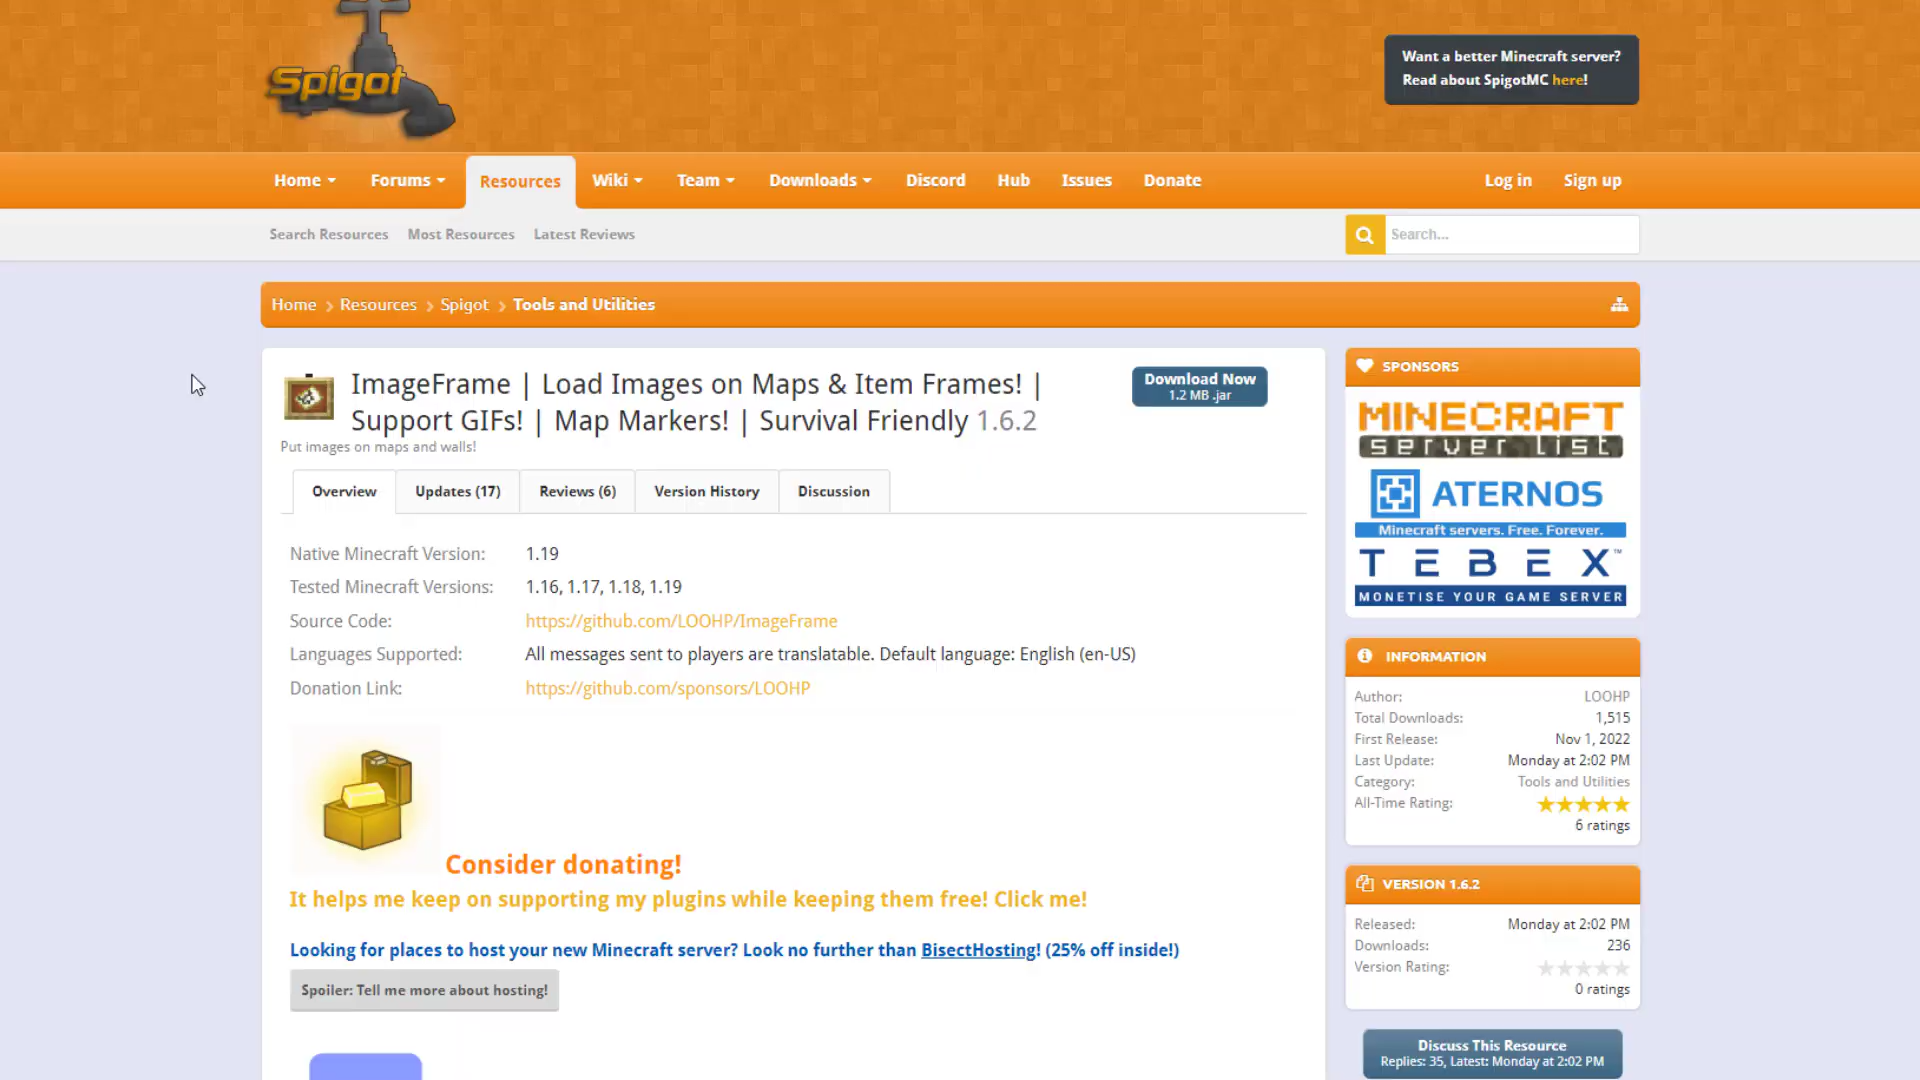 Spigot
Want a better Minecraft server?
Read about SpigotMC here!
Home
Forums
Resources
Wiki
Team
Downloads
Discord
Hub
Issues
Donate
Log in
Sign up
Search Resources
Most Resources
Latest Reviews
Search...
Home
Resources
Spigot
Tools and Utilities
ImageFrame | Load Images on Maps & Item Frames! |
Support GIFs! | Map Markers! | Survival Friendly 1.6.2
Put images on maps and walls!
Download Now
1.2 MB .jar
Overview
Updates (17)
Reviews (6)
Version History
Discussion
Native Minecraft Version: 1.19
Tested Minecraft Versions: 1.16, 1.17, 1.18, 1.19
Source Code: https://github.com/LOOHP/ImageFrame
Languages Supported: All messages sent to players are translatable. Default language: English (en-US)
Donation Link: https://github.com/sponsors/LOOHP
Consider donating!
It helps me keep on supporting my plugins while keeping them free! Click me!
Looking for places to host your new Minecraft server? Look no further than BisectHosting! (25% off inside!)
Spoiler: Tell me more about hosting!
SPONSORS
MINECRAFT
server list
ATERNOS
Minecraft servers. Free. Forever.
TEBEX™
MONETISE YOUR GAME SERVER
INFORMATION
Author: LOOHP
Total Downloads: 1,515
First Release: Nov 1, 2022
Last Update: Monday at 2:02 PM
Category: Tools and Utilities
All-Time Rating:
6 ratings
VERSION 1.6.2
Released: Monday at 2:02 PM
Downloads: 236
Version Rating:
0 ratings
Discuss This Resource
Replies: 35, Latest: Monday at 2:02 PM